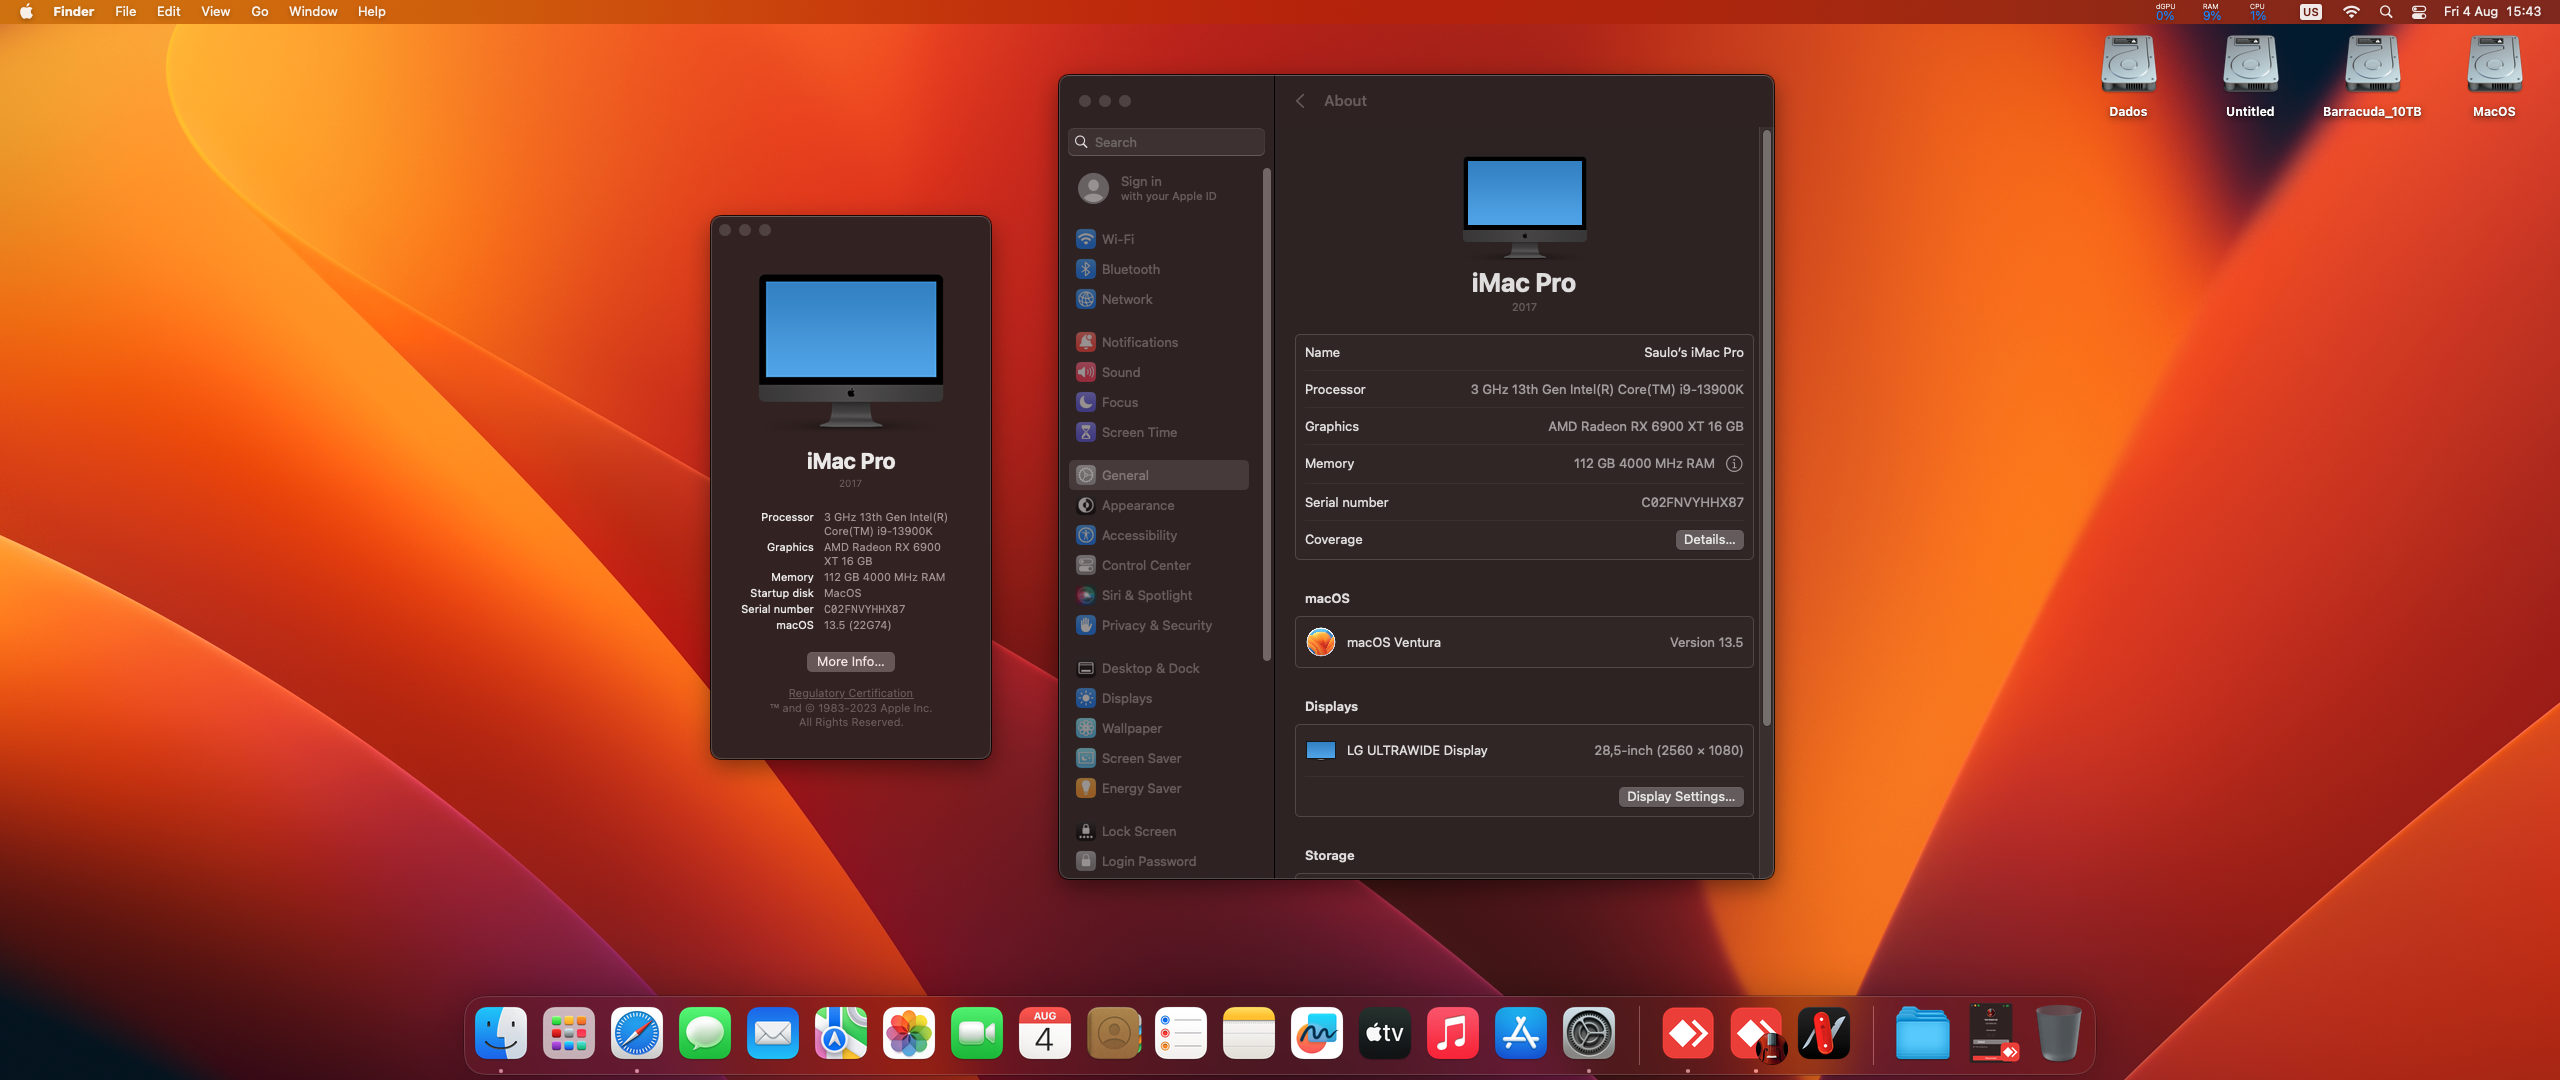 Finder File Edit View Go Window Help
dGPU 0% RAM 9% CPU 1% US Fri 4 Aug 15:43
Dados Untitled Barracuda_10TB MacOS
iMac Pro
2017
Processor 3 GHz 13th Gen Intel(R)
Core(TM) i9-13900K
Graphics AMD Radeon RX 6900
XT 16 GB
Memory 112 GB 4000 MHz RAM
Startup disk MacOS
Serial number C02FNVYHHX87
macOS 13.5 (22G74)
More Info...
Regulatory Certification
™ and © 1983-2023 Apple Inc.
All Rights Reserved.
Search
Sign in
with your Apple ID
Wi-Fi
Bluetooth
Network
Notifications
Sound
Focus
Screen Time
General
Appearance
Accessibility
Control Center
Siri & Spotlight
Privacy & Security
Desktop & Dock
Displays
Wallpaper
Screen Saver
Energy Saver
Lock Screen
Login Password
About
iMac Pro
2017
Name Saulo's iMac Pro
Processor 3 GHz 13th Gen Intel(R) Core(TM) i9-13900K
Graphics AMD Radeon RX 6900 XT 16 GB
Memory 112 GB 4000 MHz RAM
Serial number C02FNVYHHX87
Coverage Details...
macOS
macOS Ventura Version 13.5
Displays
LG ULTRAWIDE Display 28,5-inch (2560 × 1080)
Display Settings...
Storage
AUG
4
tv